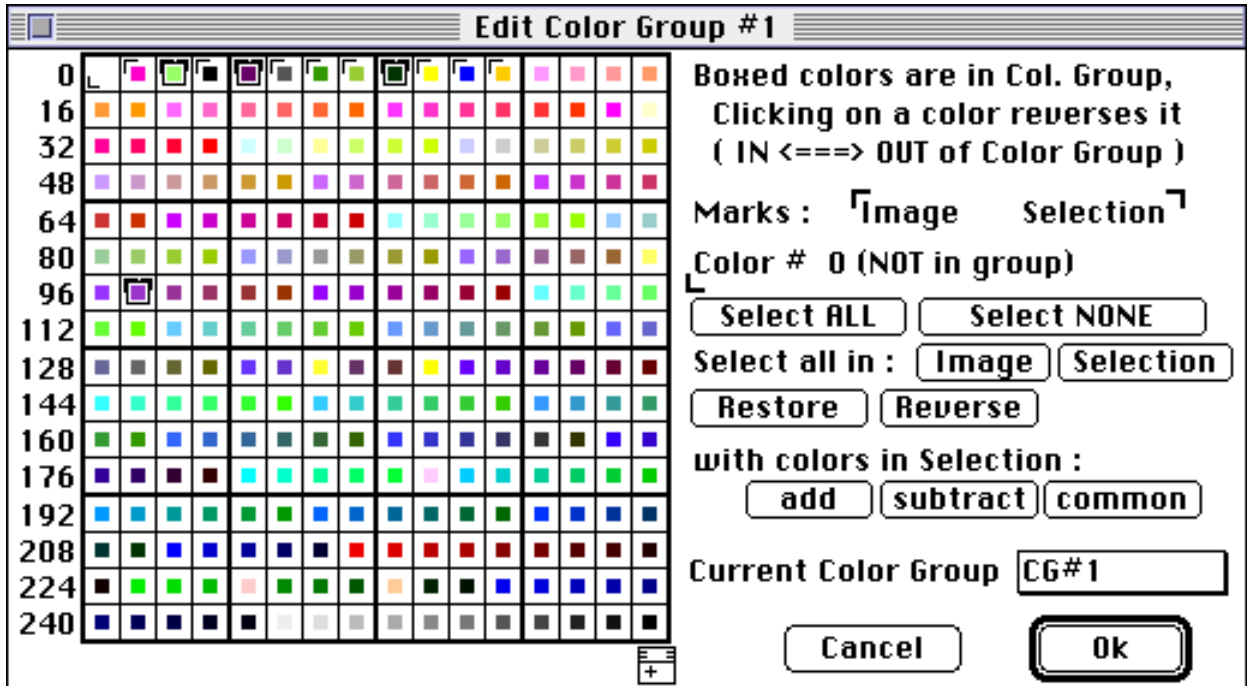 Edit Color Group #1
0
16
32
48
64
80
96
112
128
144
160
176
192
208
224
240
Boxed colors are in Col. Group,
Clicking on a color reverses it
( IN <===> OUT of Color Group )
Marks : Image Selection
Color # 0 (NOT in group)
Select ALL Select NONE
Select all in : Image Selection
Restore Reverse
with colors in Selection :
add subtract common
Current Color Group CG#1
Cancel Ok